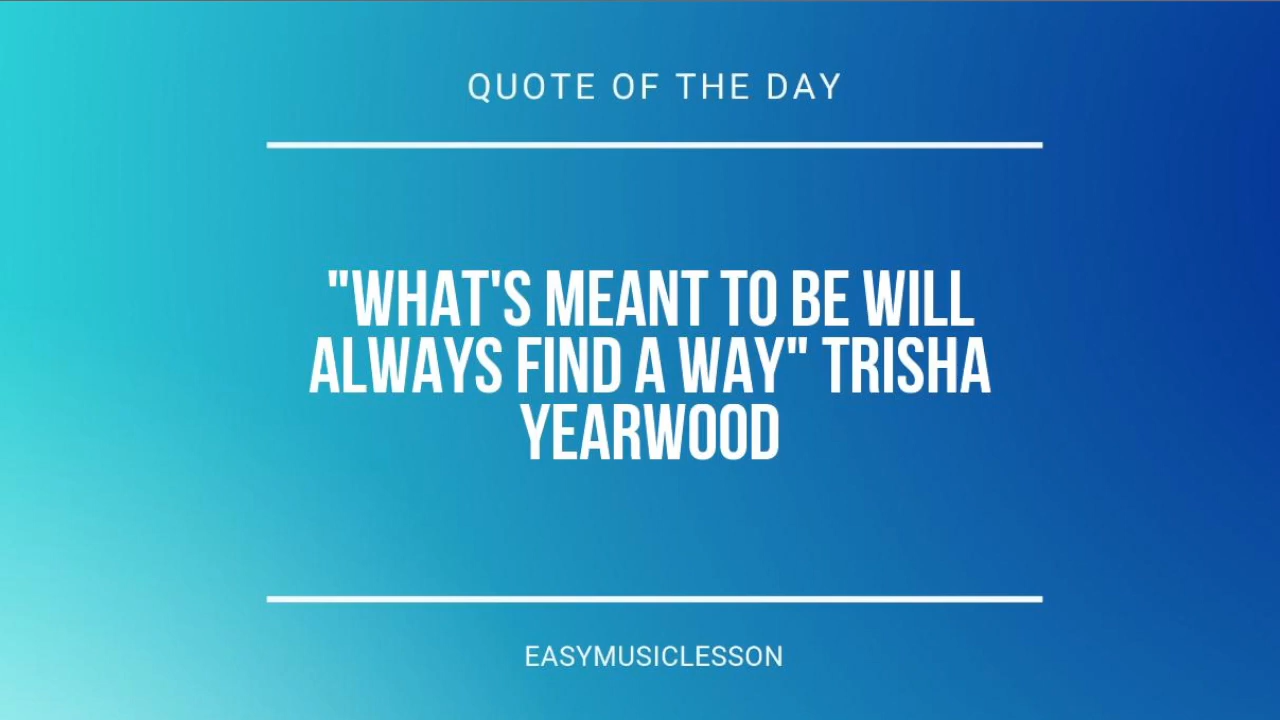 QUOTE OF THE DAY
"WHAT'S MEANT TO BE WILL
ALWAYS FIND A WAY" TRISHA
YEARWOOD
EASYMUSICLESSON